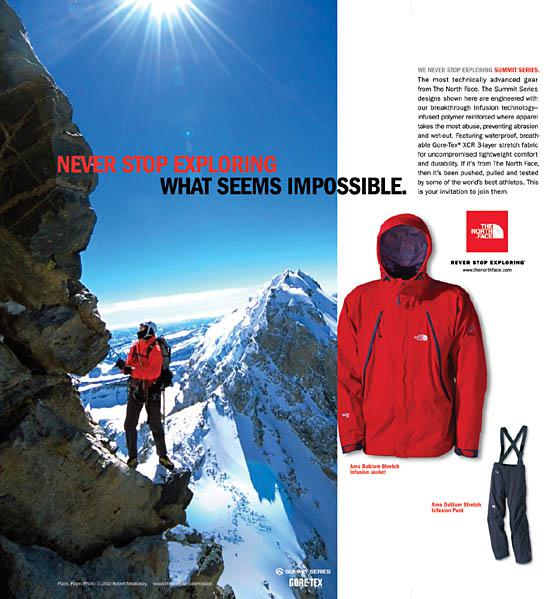 WE NEVER STOP EXPLORING SUMMIT SERIES.
The most technically advanced gear
from The North Face. The Summit Series
designs shown here are engineered with
our breakthrough Infusion technology–
infused polymer reinforced where apparel
takes the most abuse, preventing abrasion
and wet-out. Featuring waterproof, breath-
able Gore-Tex® XCR 3-layer stretch fabric
for uncompromised lightweight comfort
and durability. If it's from The North Face,
then it's been pushed, pulled and tested
by some of the world's best athletes. This
is your invitation to join them.
NEVER STOP EXPLORING
WHAT SEEMS IMPOSSIBLE.
THE
NORTH
FACE
NEVER STOP EXPLORING™
www.thenorthface.com
Ama Dablam Stretch
Infusion Jacket
Ama Dablam Stretch
Infusion Pant
SUMMIT SERIES
GORE-TEX
Place, Place. Photo: © 2002 Robert